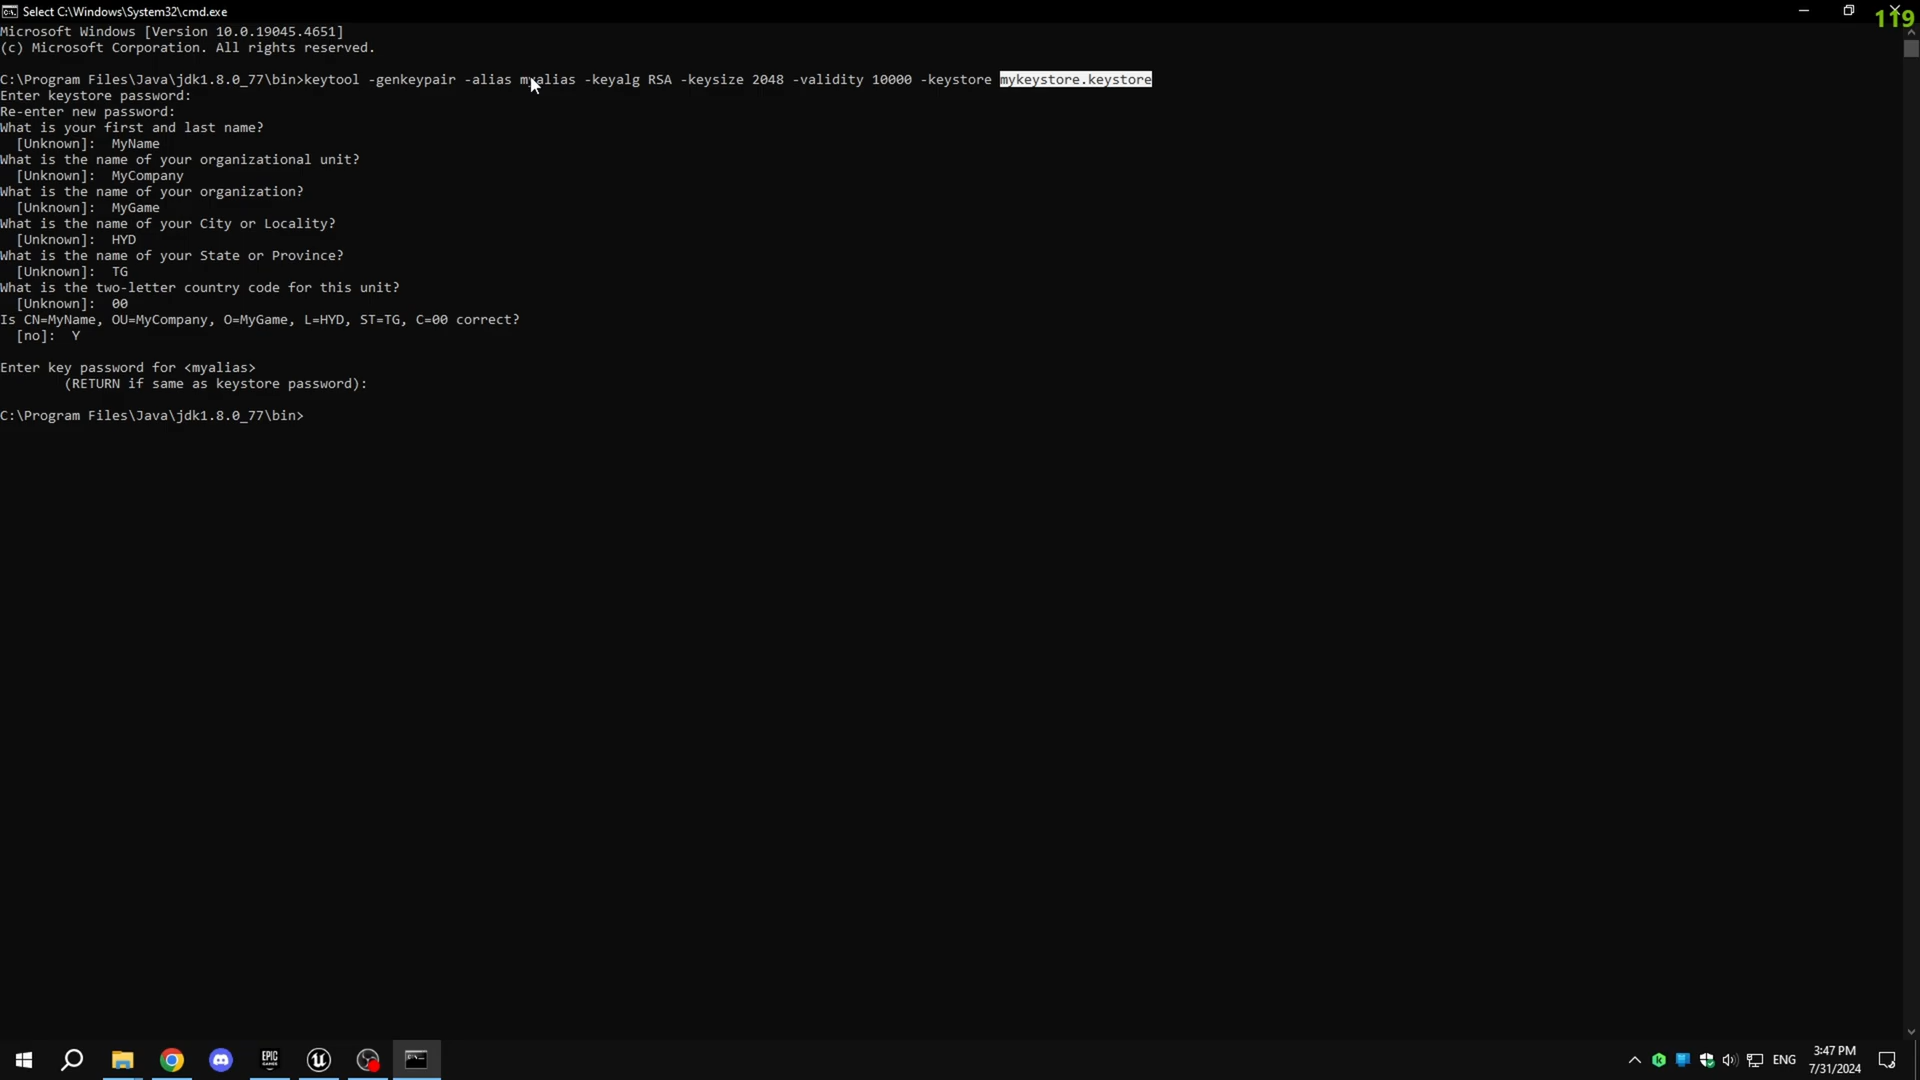 Select C:\Windows\System32\cmd.exe
119
Microsoft Windows [Version 10.0.19045.4651]
(c) Microsoft Corporation. All rights reserved.
C:\Program Files\Java\jdk1.8.0_77\bin>keytool -genkeypair -alias myalias -keyalg RSA -keysize 2048 -validity 10000 -keystore mykeystore.keystore
Enter keystore password:
Re-enter new password:
What is your first and last name?
[Unknown]:  MyName
What is the name of your organizational unit?
[Unknown]:  MyCompany
What is the name of your organization?
[Unknown]:  MyGame
What is the name of your City or Locality?
[Unknown]:  HYD
What is the name of your State or Province?
[Unknown]:  TG
What is the two-letter country code for this unit?
[Unknown]:  00
Is CN=MyName, OU=MyCompany, O=MyGame, L=HYD, ST=TG, C=00 correct?
[no]:  Y
Enter key password for <myalias>
(RETURN if same as keystore password):
C:\Program Files\Java\jdk1.8.0_77\bin>
EPIC
GAMES
ENG
3:47 PM
7/31/2024